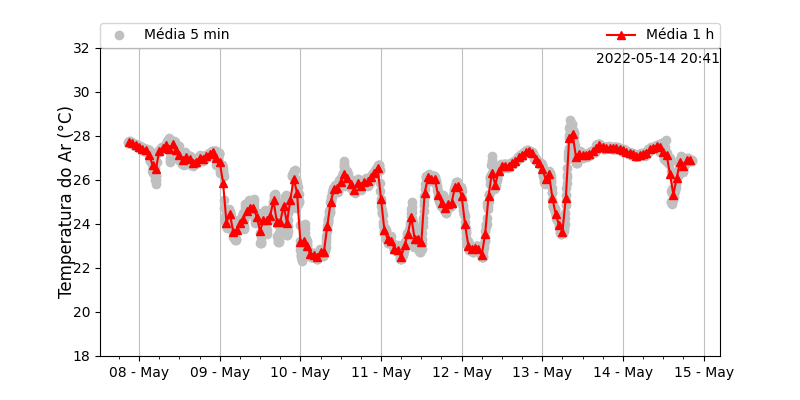 Média 5 min
Média 1 h
2022-05-14 20:41
Temperatura do Ar (°C)
32
30
28
26
24
22
20
18
08 - May
09 - May
10 - May
11 - May
12 - May
13 - May
14 - May
15 - May